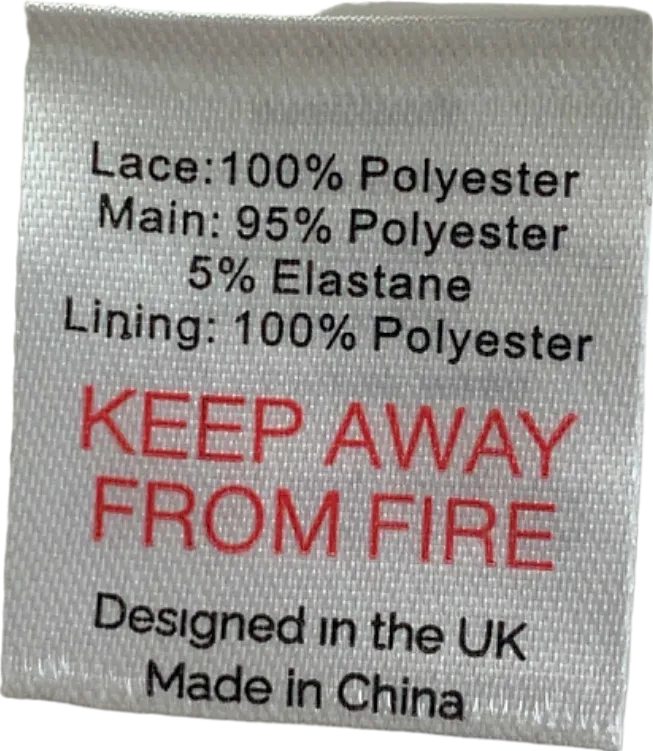 Lace:100% Polyester
Main: 95% Polyester
5% Elastane
Lining: 100% Polyester
KEEP AWAY
FROM FIRE
Designed in the UK
Made in China